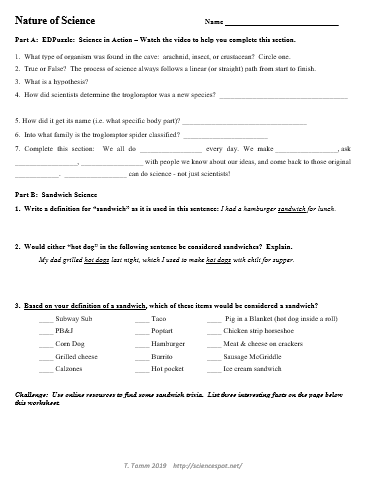 Nature of Science Name ____________________
Part A: EDPuzzle: Science in Action – Watch the video to help you complete this section.
1. What type of organism was found in the cave: arachnid, insect, or crustacean? Circle one.
2. True or False? The process of science always follows a linear (or straight) path from start to finish.
3. What is a hypothesis?
4. How did scientists determine the trogloraptor was a new species? ____________________
5. How did it get its name (i.e. what specific body part)? ____________________
6. Into what family is the trogloraptor spider classified? ____________________
7. Complete this section: We all do ____________ every day. We make ____________, ask
____________, ____________ with people we know about our ideas, and come back to those original
____________. ____________ can do science - not just scientists!
Part B: Sandwich Science
1. Write a definition for "sandwich" as it is used in this sentence: I had a hamburger sandwich for lunch.
2. Would either "hot dog" in the following sentence be considered sandwiches? Explain.
My dad grilled hot dogs last night, which I used to make hot dogs with chili for supper.
3. Based on your definition of a sandwich, which of these items would be considered a sandwich?
____ Subway Sub ____ Taco ____ Pig in a Blanket (hot dog inside a roll)
____ PB&J ____ Poptart ____ Chicken strip horseshoe
____ Corn Dog ____ Hamburger ____ Meat & cheese on crackers
____ Grilled cheese ____ Burrito ____ Sausage McGriddle
____ Calzones ____ Hot pocket ____ Ice cream sandwich
Challenge: Use online resources to find some sandwich trivia. List three interesting facts on the page below
this worksheet.
T. Tomm 2019 http://sciencespot.net/